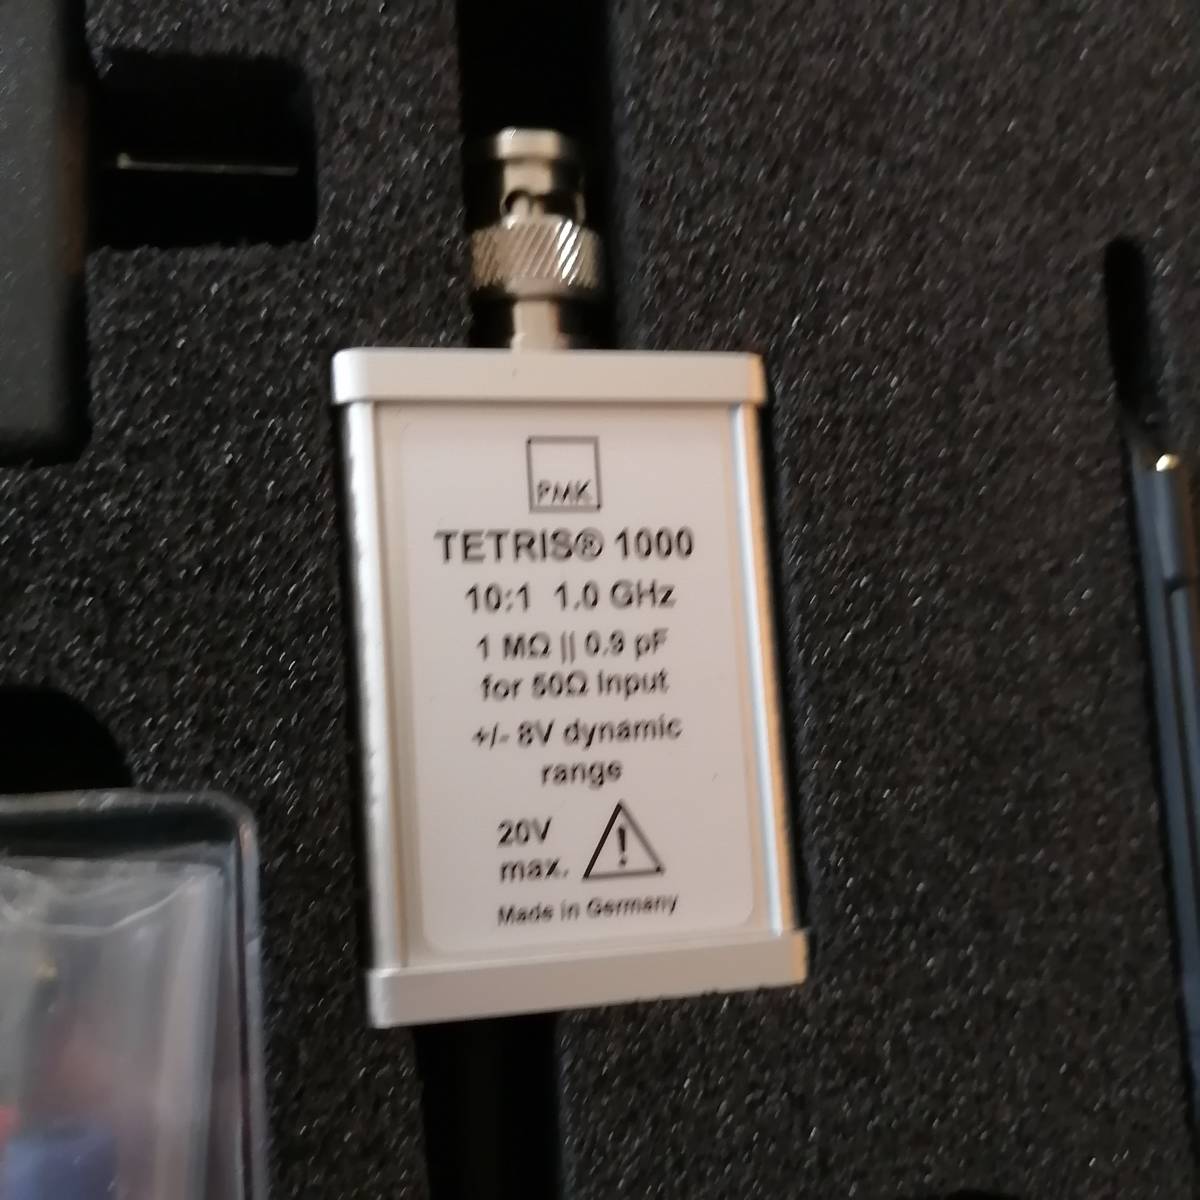 PMK
TETRIS® 1000
10:1 1.0 GHz
1 MΩ || 0.9 pF
for 50Ω Input
+/- 8V dynamic
range
20V
max.
!
Made in Germany